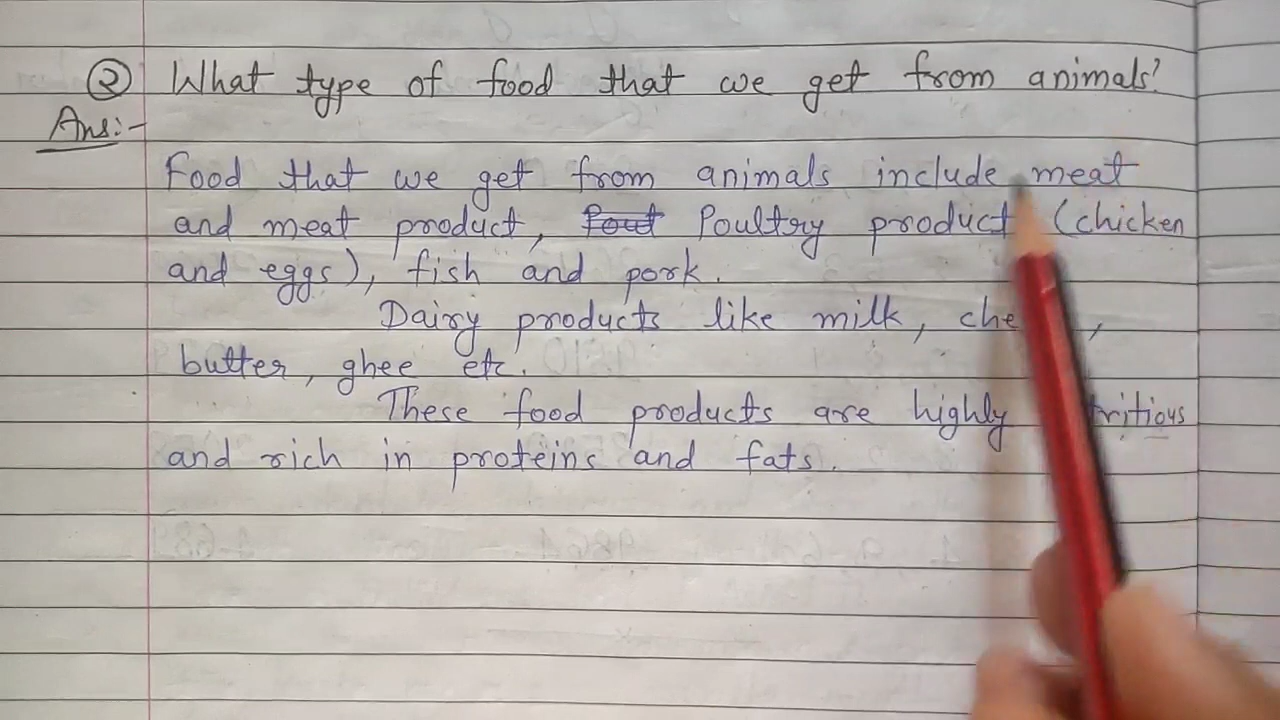 ② What type of food that we get from animals?
Ans:-
Food that we get from animals include meat
and meat product, Poultry product (chicken
and eggs), fish and pork.
Dairy products like milk, ,
butter, ghee etc.
These food products are highly
and rich in proteins and fats.